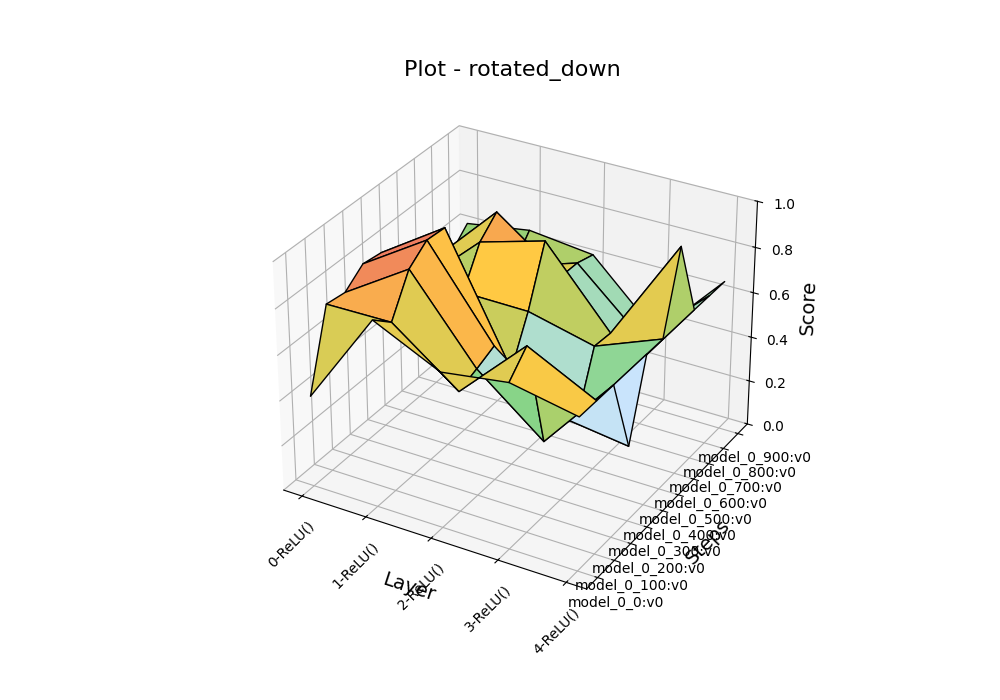 Plot - rotated_down
1.0
0.8
0.6
0.4
0.2
0.0
Score
model_0_900:v0
model_0_800:v0
model_0_700:v0
model_0_600:v0
model_0_500:v0
model_0_400:v0
model_0_300:v0
model_0_200:v0
model_0_100:v0
model_0_0:v0
Steps
0-ReLU()
1-ReLU()
2-ReLU()
3-ReLU()
4-ReLU()
Layer